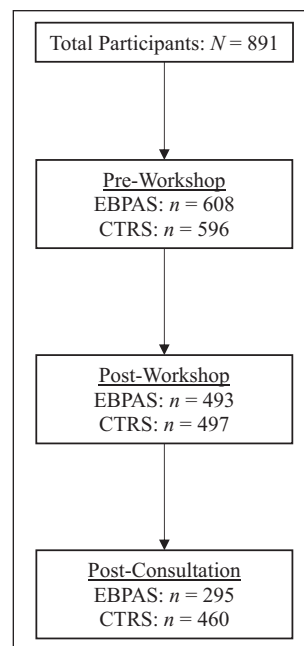 Total Participants: N = 891
Pre-Workshop
EBPAS: n = 608
CTRS: n = 596
Post-Workshop
EBPAS: n = 493
CTRS: n = 497
Post-Consultation
EBPAS: n = 295
CTRS: n = 460